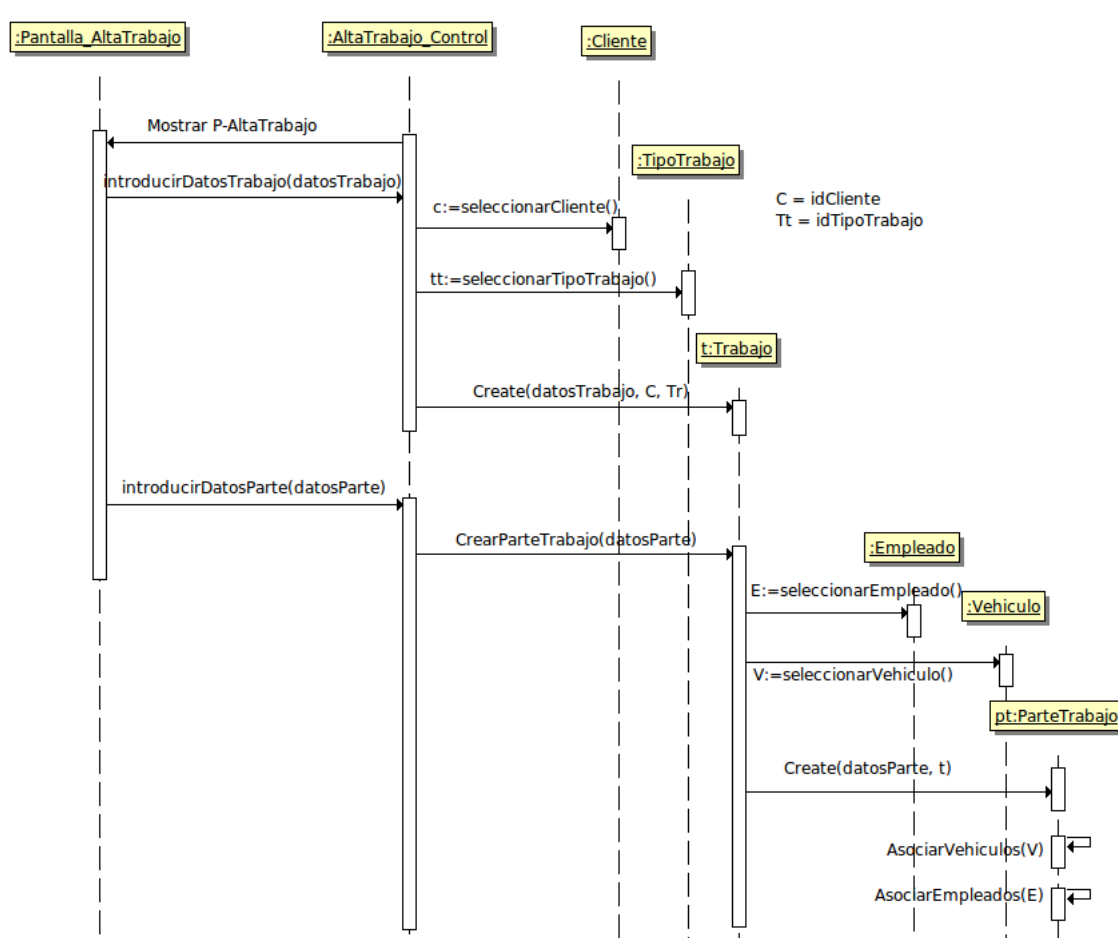 :Pantalla_AltaTrabajo
:AltaTrabajo_Control
:Cliente
Mostrar P-AltaTrabajo
:TipoTrabajo
introducirDatosTrabajo(datosTrabajo)
C = idCliente
c:=seleccionarCliente()
Tt = idTipoTrabajo
tt:=seleccionarTipoTrabajo()
t:Trabajo
Create(datosTrabajo, C, Tr)
introducirDatosParte(datosParte)
CrearParteTrabajo(datosParte)
:Empleado
E:=seleccionarEmpleado()
:Vehiculo
V:=seleccionarVehiculo()
pt:ParteTrabajo
Create(datosParte, t)
AsociarVehiculos(V)
AsociarEmpleados(E)